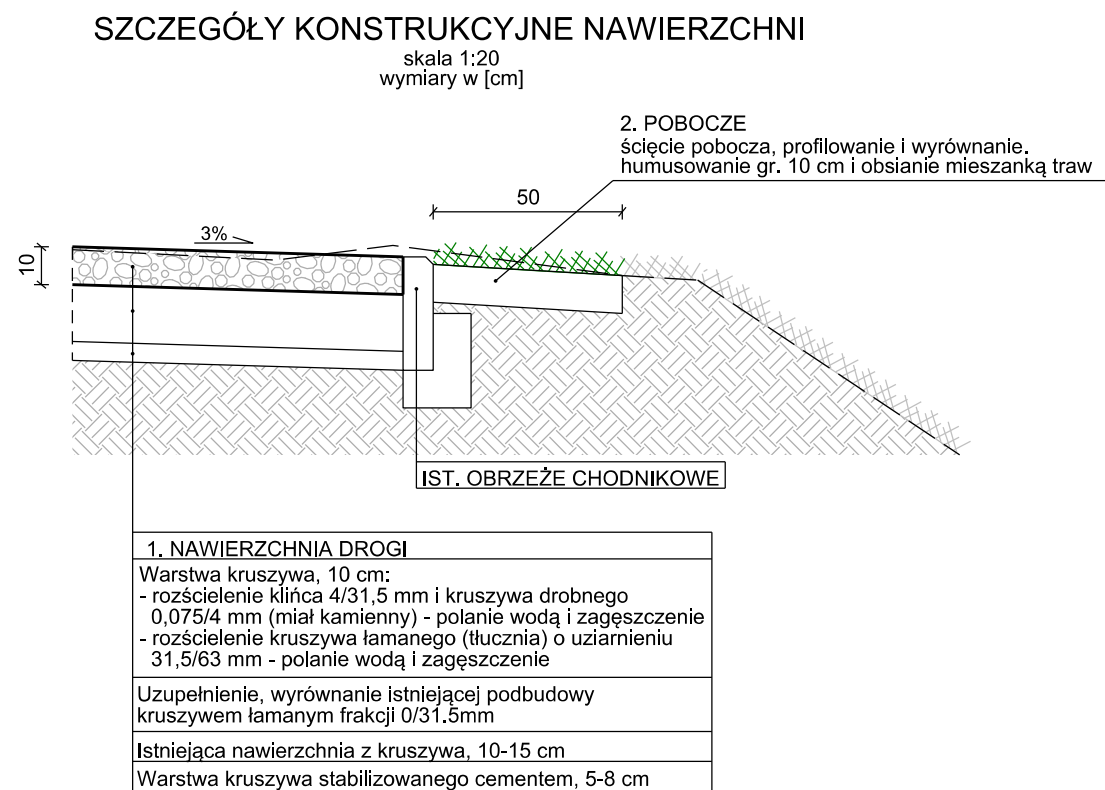 SZCZEGÓŁY KONSTRUKCYJNE NAWIERZCHNI
skala 1:20
wymiary w [cm]
2. POBOCZE
ścięcie pobocza, profilowanie i wyrównanie.
humusowanie gr. 10 cm i obsianie mieszanką traw
50
3%
10
IST. OBRZEŻE CHODNIKOWE
1. NAWIERZCHNIA DROGI
Warstwa kruszywa, 10 cm:
- rozścielenie klińca 4/31,5 mm i kruszywa drobnego
0,075/4 mm (miał kamienny) - polanie wodą i zagęszczenie
- rozścielenie kruszywa łamanego (tłucznia) o uziarnieniu
31,5/63 mm - polanie wodą i zagęszczenie
Uzupełnienie, wyrównanie istniejącej podbudowy
kruszywem łamanym frakcji 0/31.5mm
Istniejąca nawierzchnia z kruszywa, 10-15 cm
Warstwa kruszywa stabilizowanego cementem, 5-8 cm